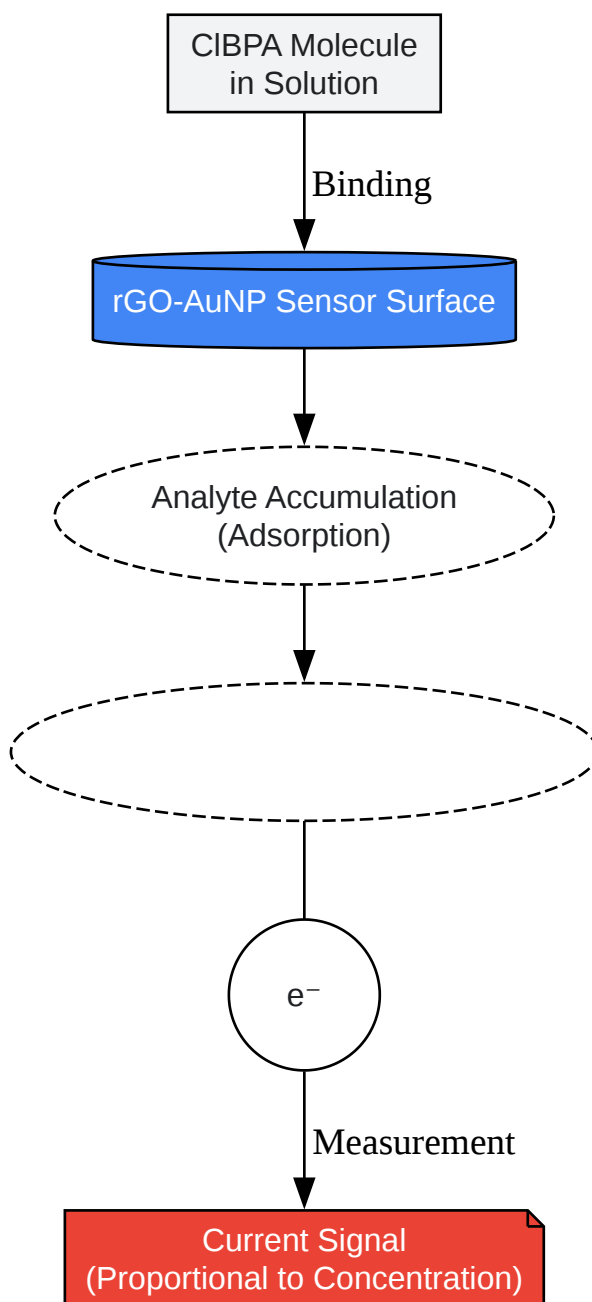 ClBPA Molecule
in Solution
Binding
rGO-AuNP Sensor Surface
Analyte Accumulation
(Adsorption)
e⁻
Measurement
Current Signal
(Proportional to Concentration)